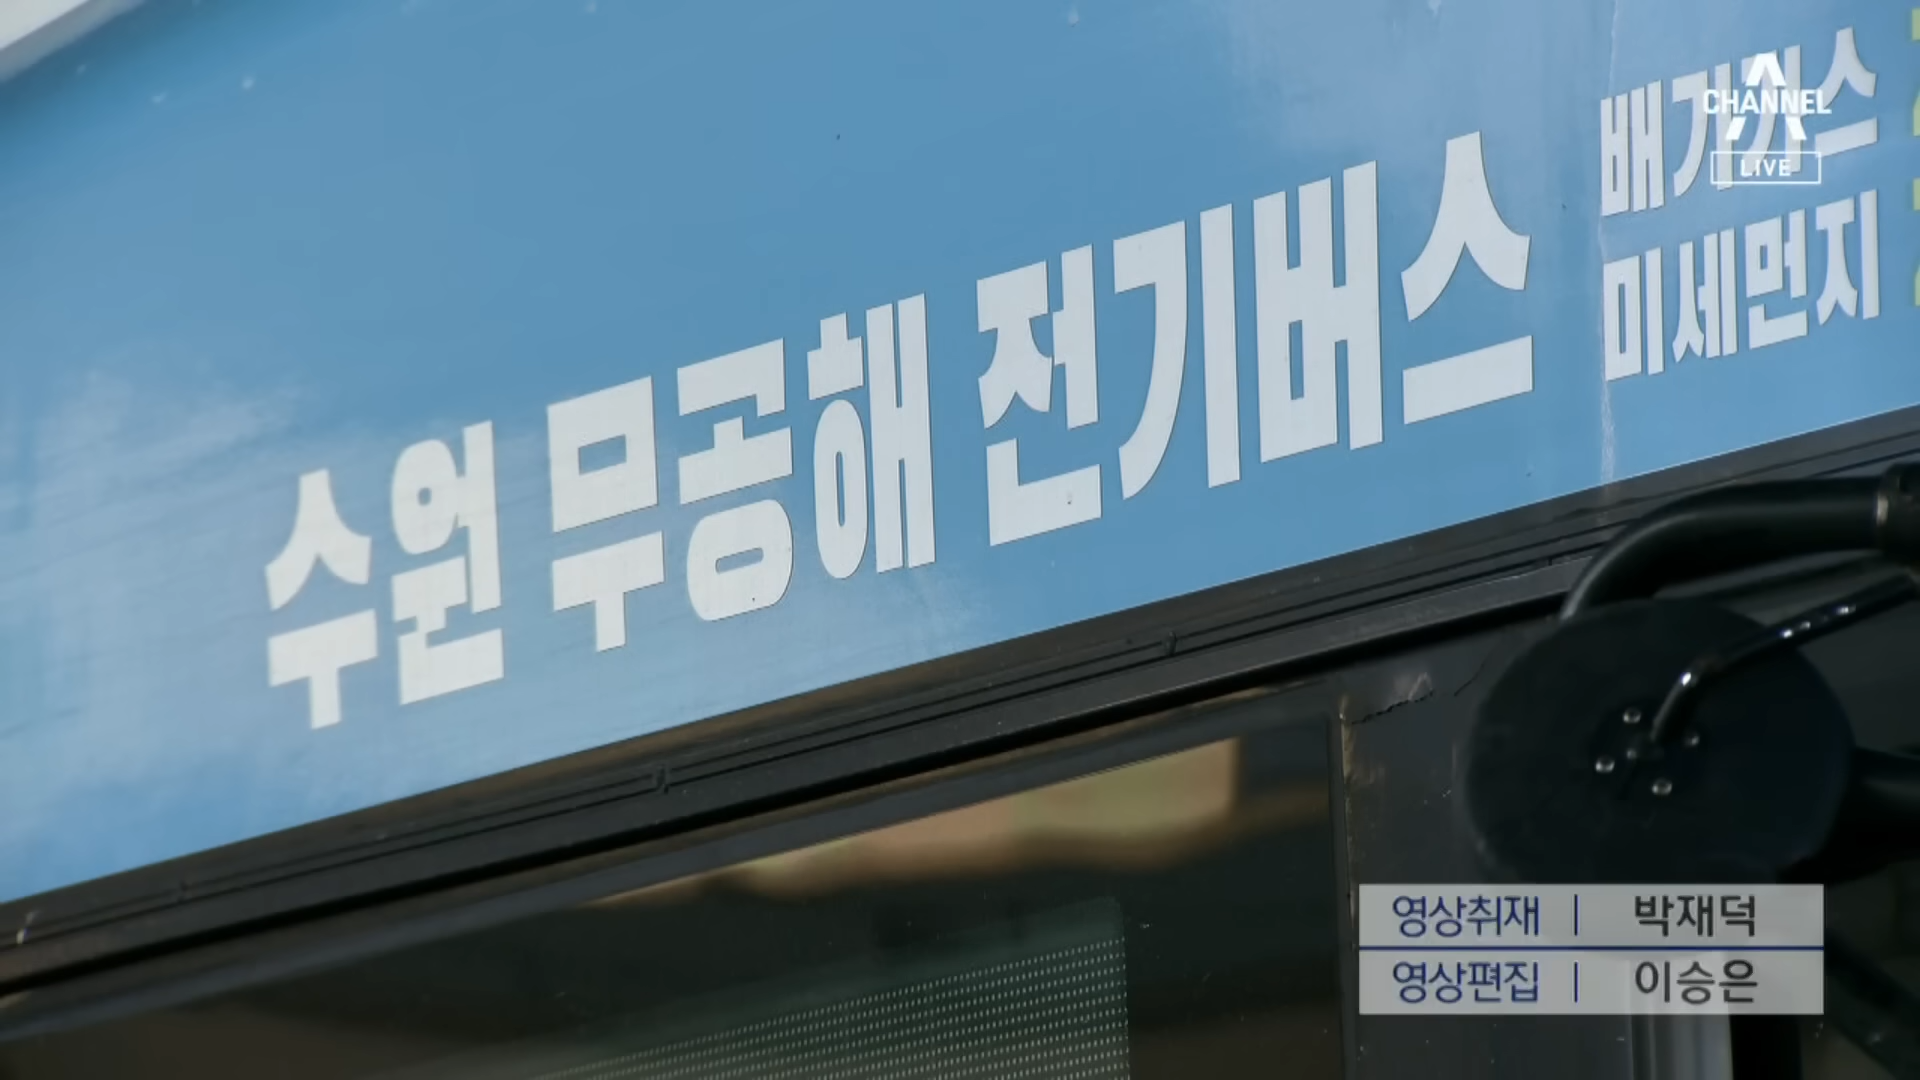 수원 무공해 전기버스
배기가스
미세먼지
CHANNEL A
LIVE
영상취재 | 박재덕
영상편집 | 이승은